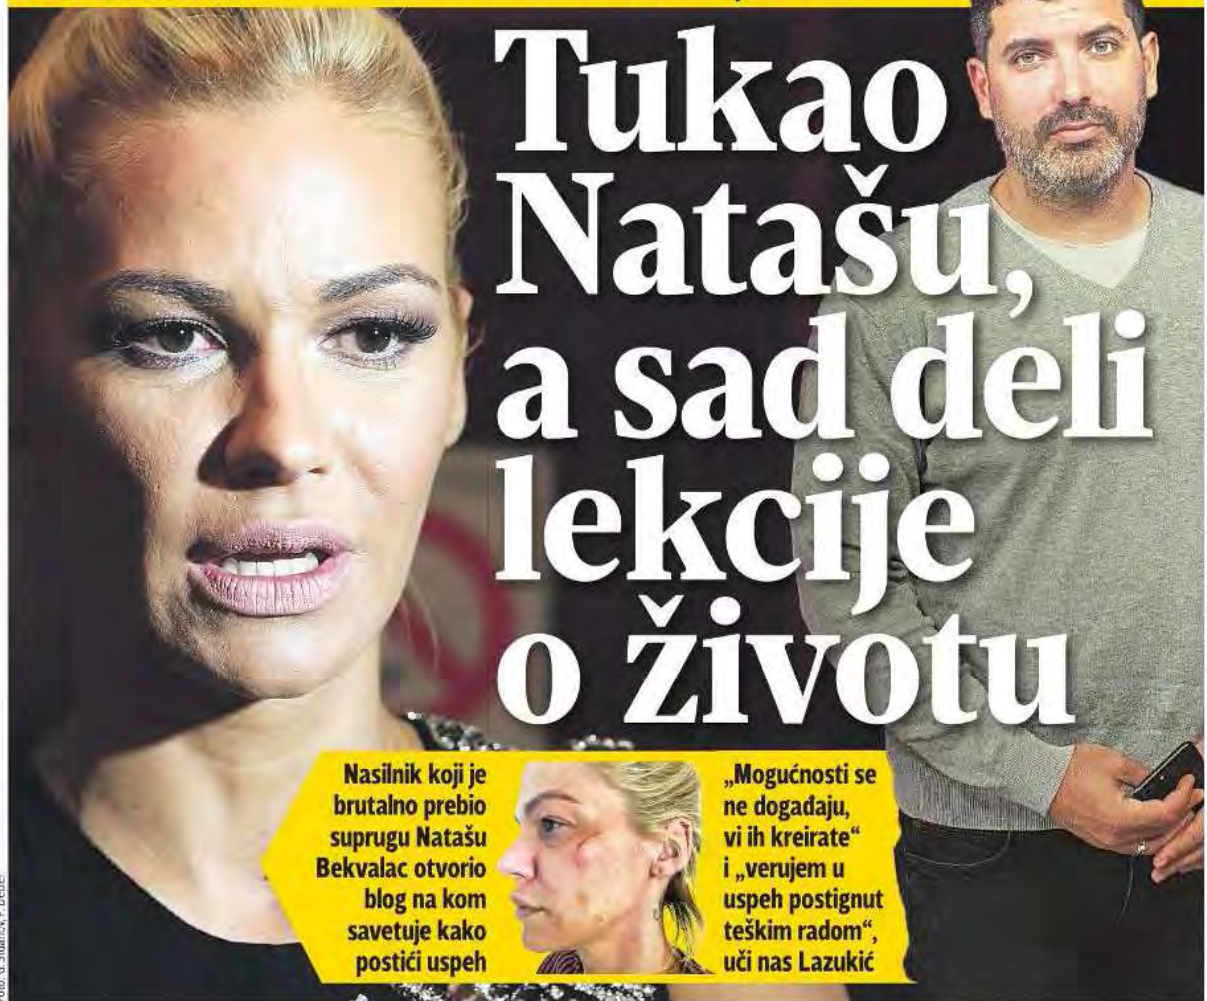 Tukao
Natašu,
a sad deli
lekcije
o životu
Nasilnik koji je
brutalno prebio
suprugu Natašu
Bekvalac otvorio
blog na kom
savetuje kako
postići uspeh
„Mogućnosti se
ne događaju,
vi ih kreirate“
i „verujem u
uspeh postignut
teškim radom“,
uči nas Lazukić